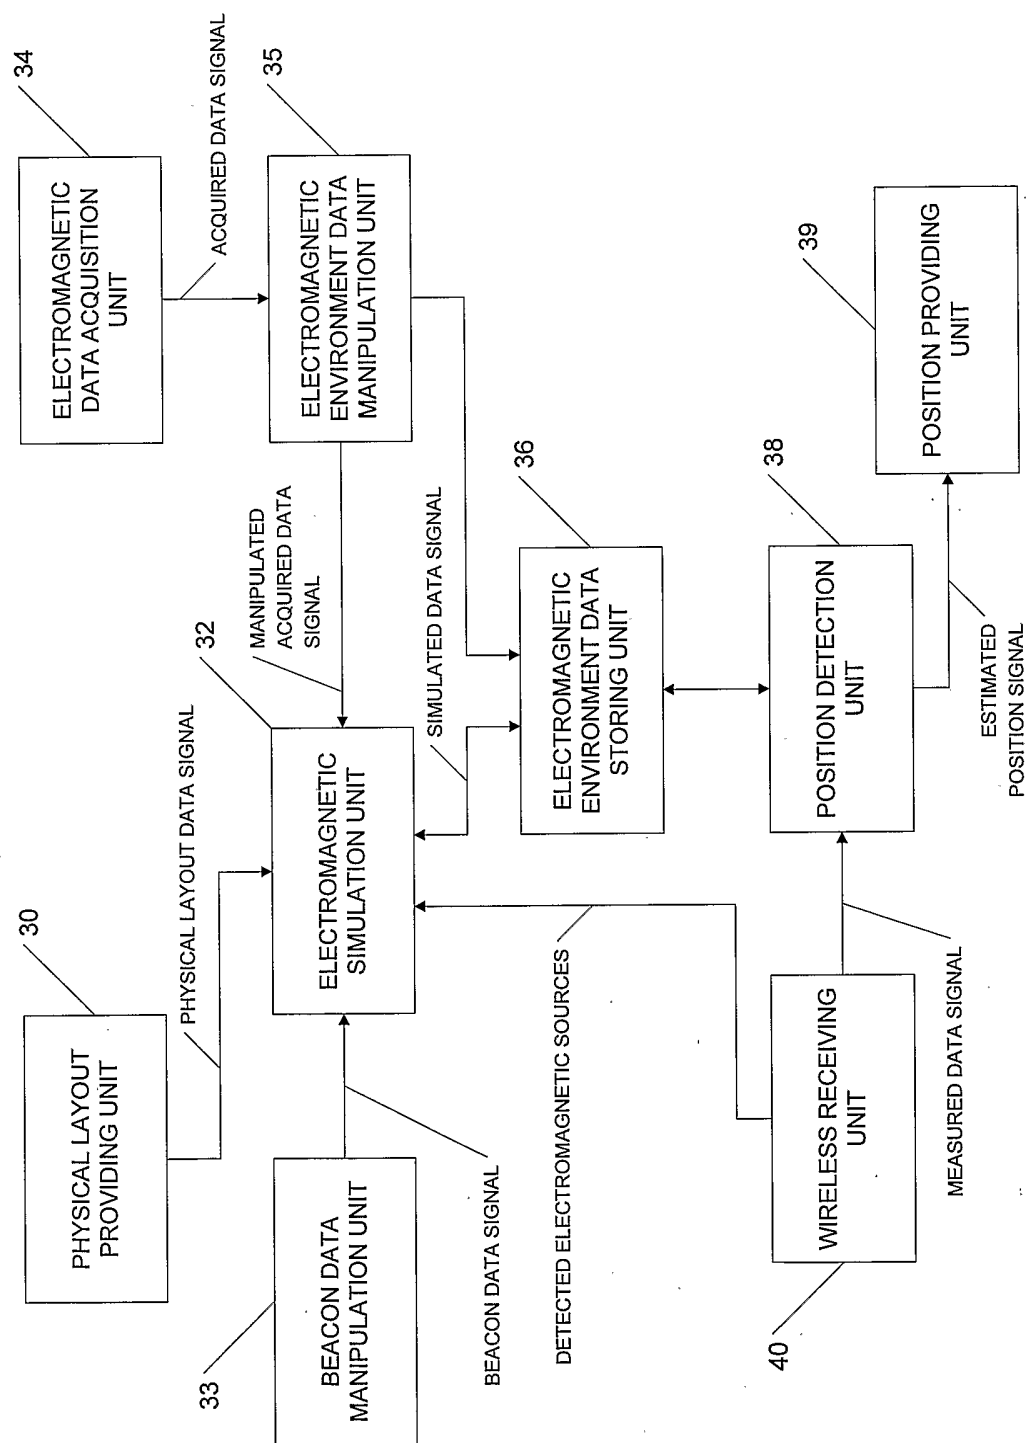 30
PHYSICAL LAYOUT
PROVIDING UNIT
PHYSICAL LAYOUT DATA SIGNAL
34
ELECTROMAGNETIC
DATA ACQUISITION
UNIT
ACQUIRED DATA SIGNAL
33
BEACON DATA
MANIPULATION UNIT
BEACON DATA SIGNAL
32
ELECTROMAGNETIC
SIMULATION UNIT
MANIPULATED
ACQUIRED DATA
SIGNAL
35
ELECTROMAGNETIC
ENVIRONMENT DATA
MANIPULATION UNIT
SIMULATED DATA SIGNAL
DETECTED ELECTROMAGNETIC SOURCES
36
ELECTROMAGNETIC
ENVIRONMENT DATA
STORING UNIT
40
WIRELESS RECEIVING
UNIT
MEASURED DATA SIGNAL
38
POSITION DETECTION
UNIT
ESTIMATED
POSITION SIGNAL
39
POSITION PROVIDING
UNIT